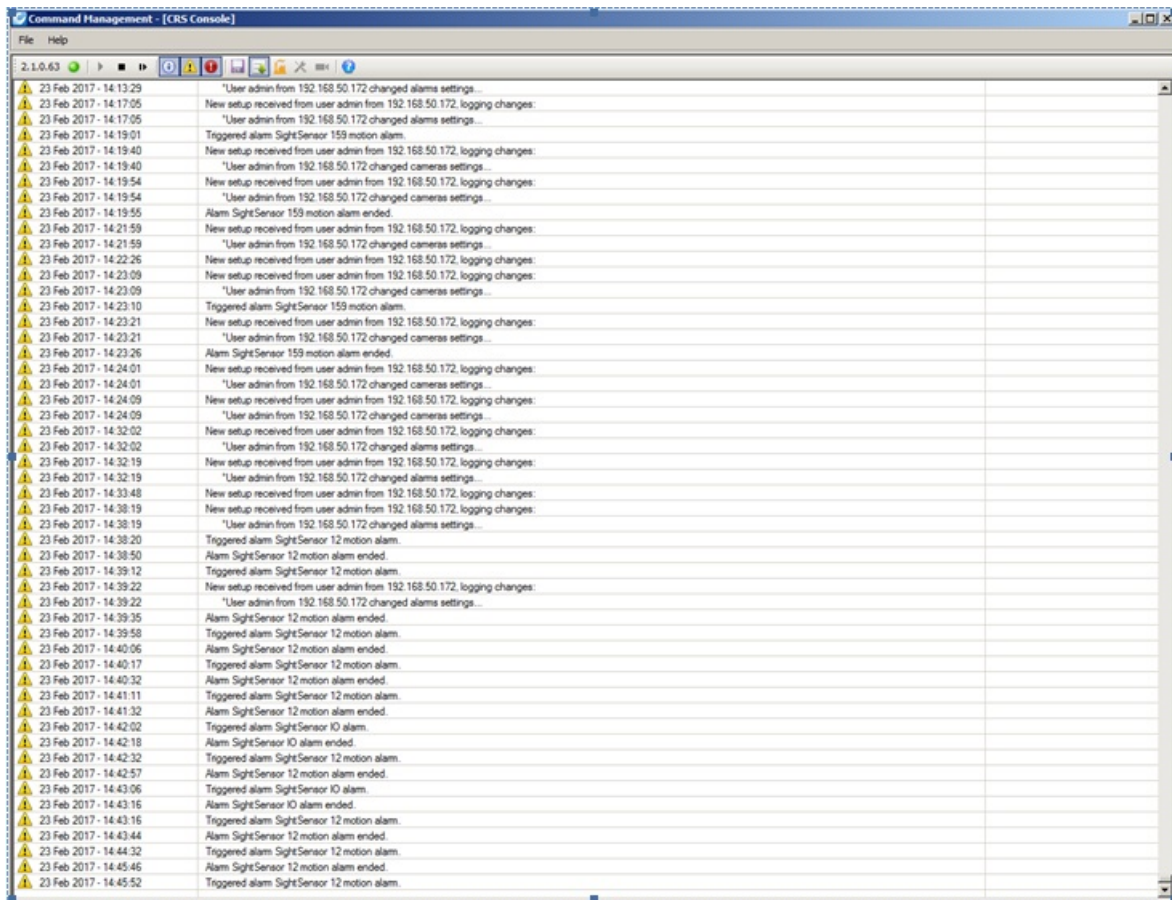 Command Management - [CRS Console]
File Help
2.1.0.63
23 Feb 2017 - 14:13:29 "User admin from 192.168.50.172 changed alarms settings...
23 Feb 2017 - 14:17:05 New setup received from user admin from 192.168.50.172, logging changes:
23 Feb 2017 - 14:17:05 "User admin from 192.168.50.172 changed alarms settings...
23 Feb 2017 - 14:19:01 Triggered alarm SightSensor 159 motion alarm.
23 Feb 2017 - 14:19:40 New setup received from user admin from 192.168.50.172, logging changes:
23 Feb 2017 - 14:19:40 "User admin from 192.168.50.172 changed cameras settings...
23 Feb 2017 - 14:19:54 New setup received from user admin from 192.168.50.172, logging changes:
23 Feb 2017 - 14:19:54 "User admin from 192.168.50.172 changed cameras settings...
23 Feb 2017 - 14:19:55 Alarm SightSensor 159 motion alarm ended.
23 Feb 2017 - 14:21:59 New setup received from user admin from 192.168.50.172, logging changes:
23 Feb 2017 - 14:21:59 "User admin from 192.168.50.172 changed cameras settings...
23 Feb 2017 - 14:22:26 New setup received from user admin from 192.168.50.172, logging changes:
23 Feb 2017 - 14:23:09 New setup received from user admin from 192.168.50.172, logging changes:
23 Feb 2017 - 14:23:09 "User admin from 192.168.50.172 changed cameras settings...
23 Feb 2017 - 14:23:10 Triggered alarm SightSensor 159 motion alarm.
23 Feb 2017 - 14:23:21 New setup received from user admin from 192.168.50.172, logging changes:
23 Feb 2017 - 14:23:21 "User admin from 192.168.50.172 changed cameras settings...
23 Feb 2017 - 14:23:26 Alarm SightSensor 159 motion alarm ended.
23 Feb 2017 - 14:24:01 New setup received from user admin from 192.168.50.172, logging changes:
23 Feb 2017 - 14:24:01 "User admin from 192.168.50.172 changed cameras settings...
23 Feb 2017 - 14:24:09 New setup received from user admin from 192.168.50.172, logging changes:
23 Feb 2017 - 14:24:09 "User admin from 192.168.50.172 changed cameras settings...
23 Feb 2017 - 14:32:02 New setup received from user admin from 192.168.50.172, logging changes:
23 Feb 2017 - 14:32:02 "User admin from 192.168.50.172 changed alarms settings...
23 Feb 2017 - 14:32:19 New setup received from user admin from 192.168.50.172, logging changes:
23 Feb 2017 - 14:32:19 "User admin from 192.168.50.172 changed alarms settings...
23 Feb 2017 - 14:33:48 New setup received from user admin from 192.168.50.172, logging changes:
23 Feb 2017 - 14:38:19 New setup received from user admin from 192.168.50.172, logging changes:
23 Feb 2017 - 14:38:19 "User admin from 192.168.50.172 changed alarms settings...
23 Feb 2017 - 14:38:20 Triggered alarm SightSensor 12 motion alarm.
23 Feb 2017 - 14:38:50 Alarm SightSensor 12 motion alarm ended.
23 Feb 2017 - 14:39:12 Triggered alarm SightSensor 12 motion alarm.
23 Feb 2017 - 14:39:22 New setup received from user admin from 192.168.50.172, logging changes:
23 Feb 2017 - 14:39:22 "User admin from 192.168.50.172 changed alarms settings...
23 Feb 2017 - 14:39:35 Alarm SightSensor 12 motion alarm ended.
23 Feb 2017 - 14:39:58 Triggered alarm SightSensor 12 motion alarm.
23 Feb 2017 - 14:40:06 Alarm SightSensor 12 motion alarm ended.
23 Feb 2017 - 14:40:17 Triggered alarm SightSensor 12 motion alarm.
23 Feb 2017 - 14:40:32 Alarm SightSensor 12 motion alarm ended.
23 Feb 2017 - 14:41:11 Triggered alarm SightSensor 12 motion alarm.
23 Feb 2017 - 14:41:32 Alarm SightSensor 12 motion alarm ended.
23 Feb 2017 - 14:42:02 Triggered alarm SightSensor IO alarm.
23 Feb 2017 - 14:42:18 Alarm SightSensor IO alarm ended.
23 Feb 2017 - 14:42:32 Triggered alarm SightSensor 12 motion alarm.
23 Feb 2017 - 14:42:57 Alarm SightSensor 12 motion alarm ended.
23 Feb 2017 - 14:43:06 Triggered alarm SightSensor IO alarm.
23 Feb 2017 - 14:43:16 Alarm SightSensor IO alarm ended.
23 Feb 2017 - 14:43:16 Triggered alarm SightSensor 12 motion alarm.
23 Feb 2017 - 14:43:44 Alarm SightSensor 12 motion alarm ended.
23 Feb 2017 - 14:44:32 Triggered alarm SightSensor 12 motion alarm.
23 Feb 2017 - 14:45:46 Alarm SightSensor 12 motion alarm ended.
23 Feb 2017 - 14:45:52 Triggered alarm SightSensor 12 motion alarm.